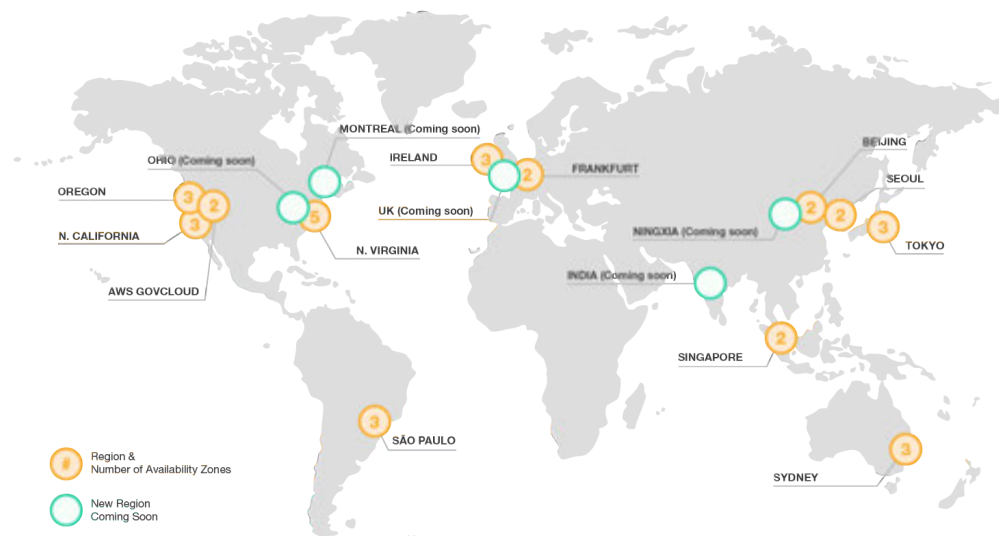 MONTREAL (Coming soon)
OHIO (Coming soon)
OREGON
3
2
3
N. CALIFORNIA
AWS GOVCLOUD
5
N. VIRGINIA
IRELAND
3
2
FRANKFURT
UK (Coming soon)
BEIJING
SEOUL
2
2
3
NINGXIA (Coming soon)
TOKYO
INDIA (Coming soon)
2
SINGAPORE
3
SÃO PAULO
3
SYDNEY
#
Region &
Number of Availability Zones
New Region
Coming Soon